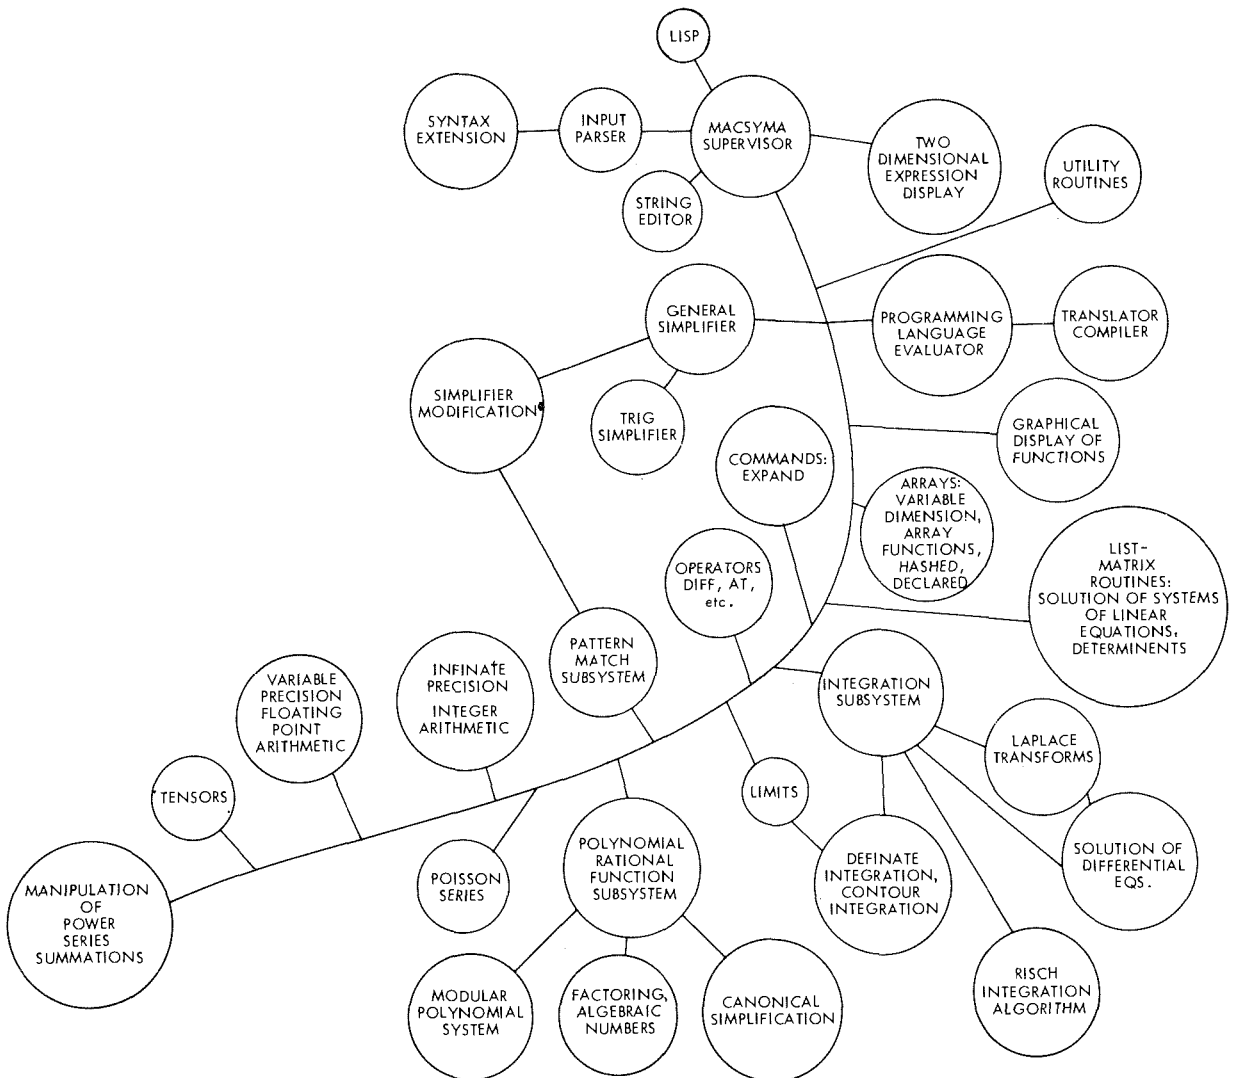 LISP
SYNTAX
EXTENSION
INPUT
PARSER
MACSYMA
SUPERVISOR
TWO
DIMENSIONAL
EXPRESSION
DISPLAY
UTILITY
ROUTINES
STRING
EDITOR
GENERAL
SIMPLIFIER
PROGRAMMING
LANGUAGE
EVALUATOR
TRANSLATOR
COMPILER
SIMPLIFIER
MODIFICATION
TRIG
SIMPLIFIER
COMMANDS:
EXPAND
GRAPHICAL
DISPLAY OF
FUNCTIONS
ARRAYS:
VARIABLE
DIMENSION,
ARRAY
FUNCTIONS,
HASHED,
DECLARED
LIST-
MATRIX
ROUTINES:
SOLUTION OF SYSTEMS
OF LINEAR
EQUATIONS,
DETERMINENTS
OPERATORS
DIFF, AT,
etc.
PATTERN
MATCH
SUBSYSTEM
INFINATE
PRECISION
INTEGER
ARITHMETIC
VARIABLE
PRECISION
FLOATING
POINT
ARITHMETIC
INTEGRATION
SUBSYSTEM
LAPLACE
TRANSFORMS
TENSORS
LIMITS
MANIPULATION
OF
POWER
SERIES
SUMMATIONS
POISSON
SERIES
POLYNOMIAL
RATIONAL
FUNCTION
SUBSYSTEM
DEFINATE
INTEGRATION,
CONTOUR
INTEGRATION
SOLUTION OF
DIFFERENTIAL
EQS.
MODULAR
POLYNOMIAL
SYSTEM
FACTORING,
ALGEBRAIC
NUMBERS
CANONICAL
SIMPLIFICATION
RISCH
INTEGRATION
ALGORITHM